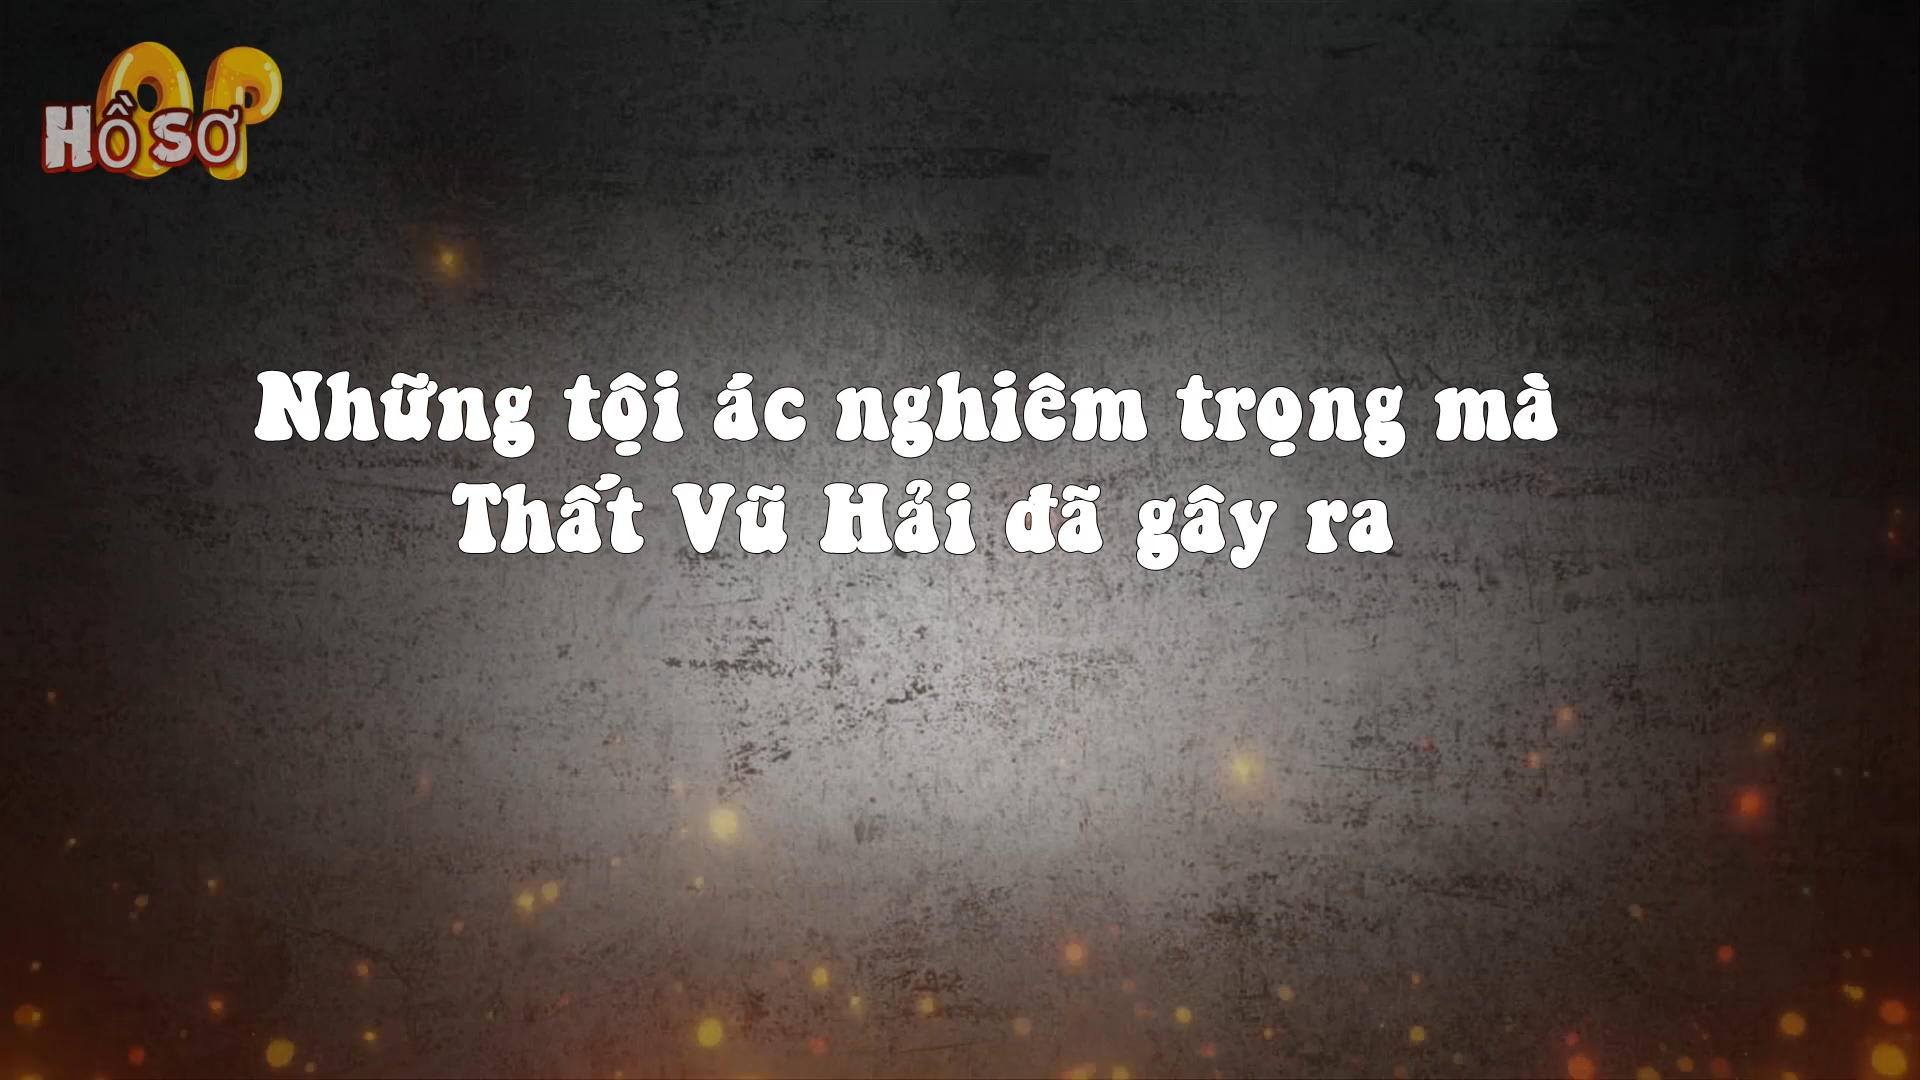 OP
Hồ sơ
Những tội ác nghiêm trọng mà
Thất Vũ Hải đã gây ra